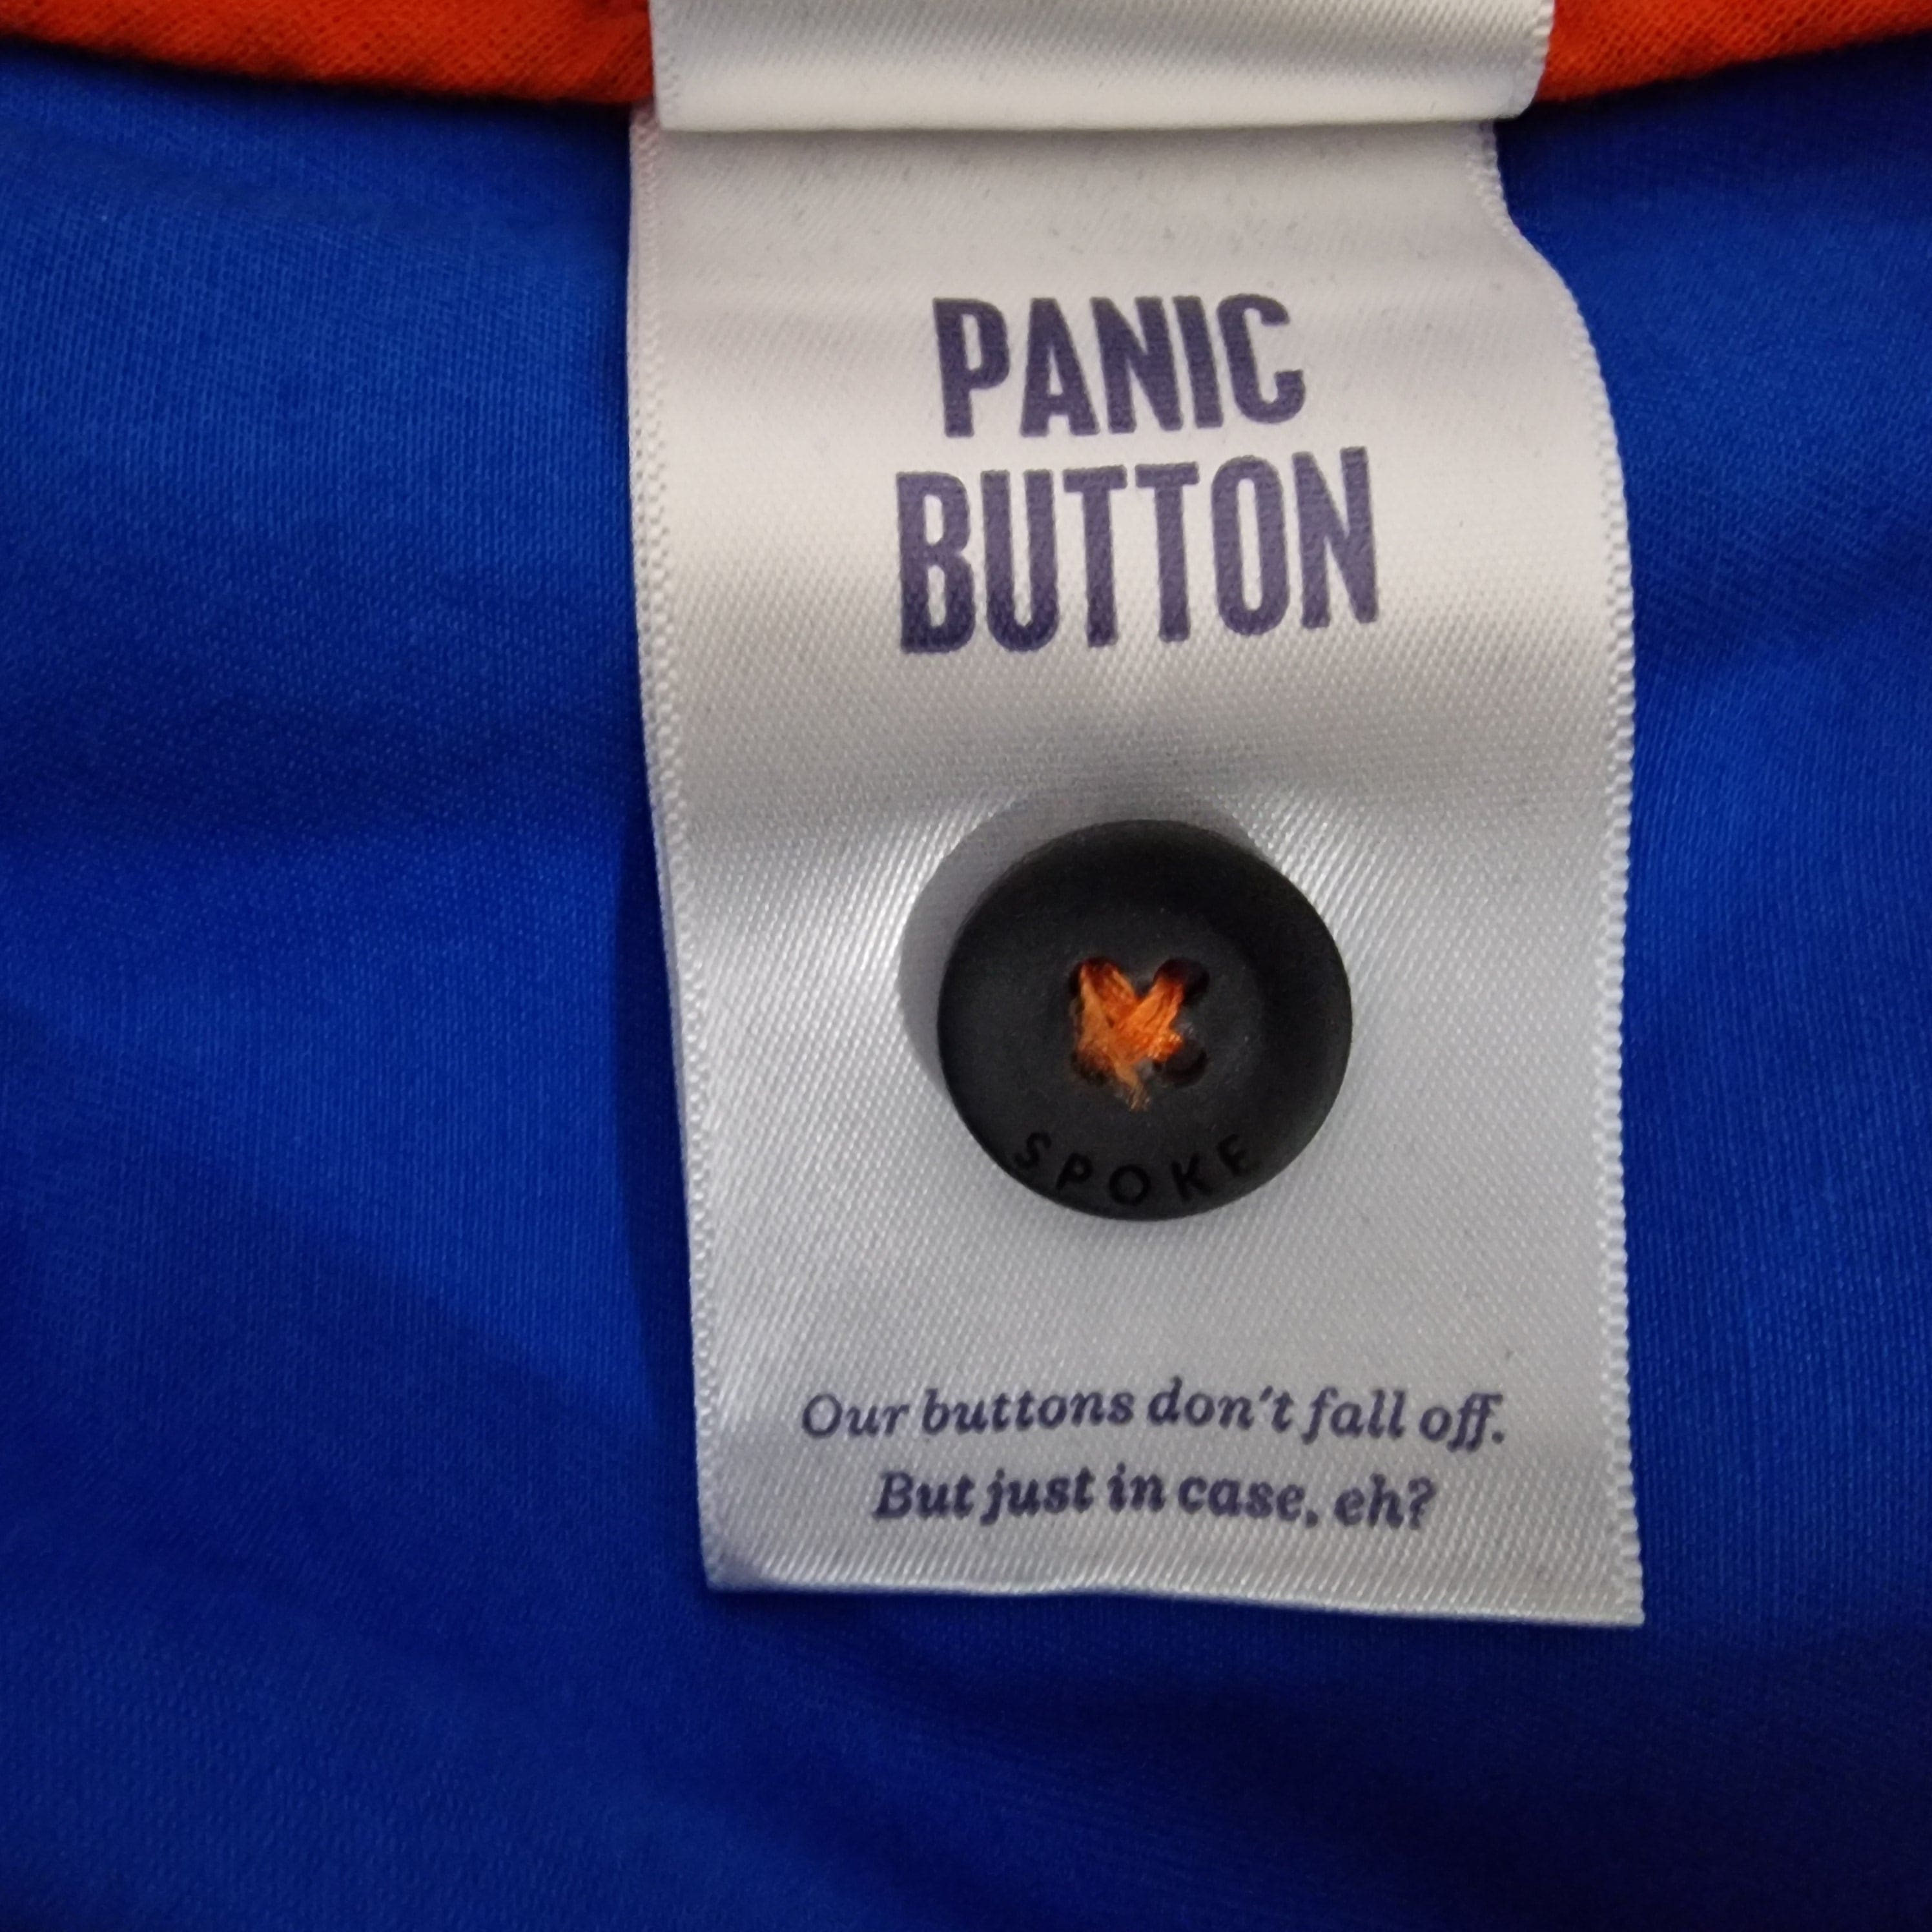 PANIC
BUTTON
SPOKE
Our buttons don't fall off.
But just in case, eh?